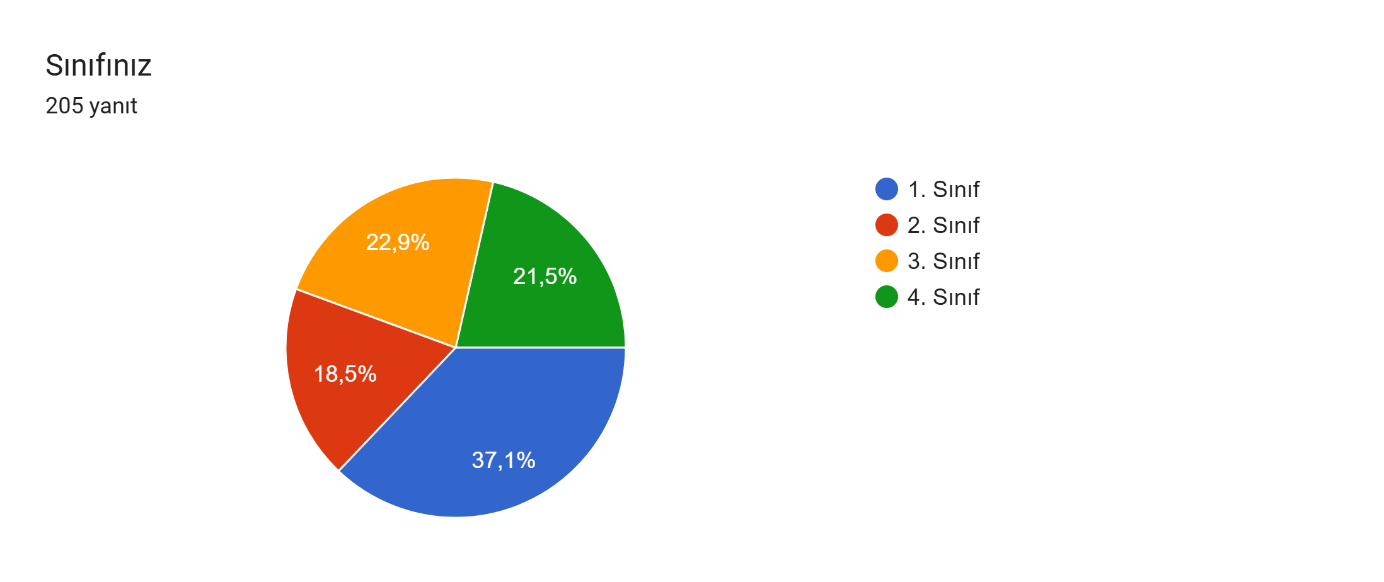 Sınıfınız
205 yanıt
22,9%
21,5%
18,5%
37,1%
1. Sınıf
2. Sınıf
3. Sınıf
4. Sınıf